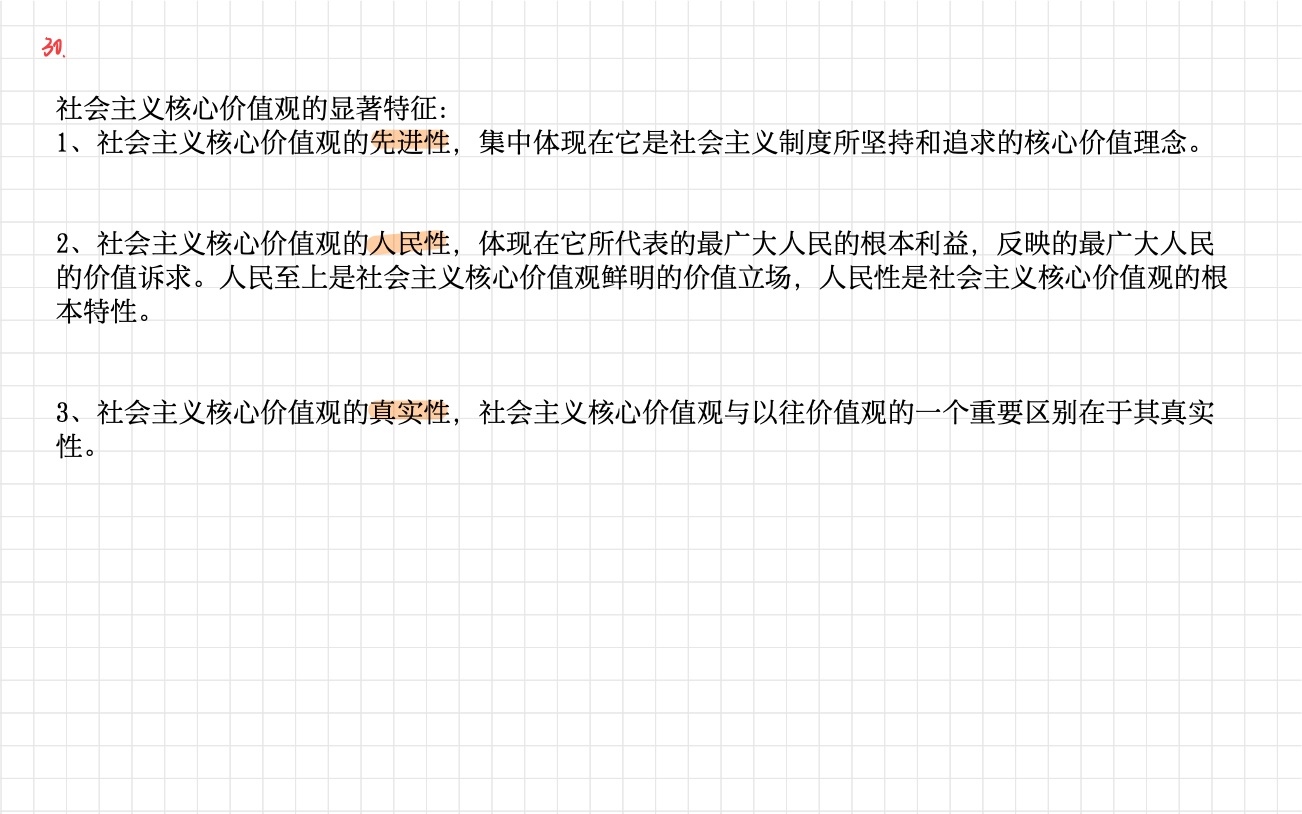 30.
社会主义核心价值观的显著特征：
1、社会主义核心价值观的先进性，集中体现在它是社会主义制度所坚持和追求的核心价值理念。
2、社会主义核心价值观的人民性，体现在它所代表的最广大人民的根本利益，反映的最广大人民
的价值诉求。人民至上是社会主义核心价值观鲜明的价值立场，人民性是社会主义核心价值观的根
本特性。
3、社会主义核心价值观的真实性，社会主义核心价值观与以往价值观的一个重要区别在于其真实
性。